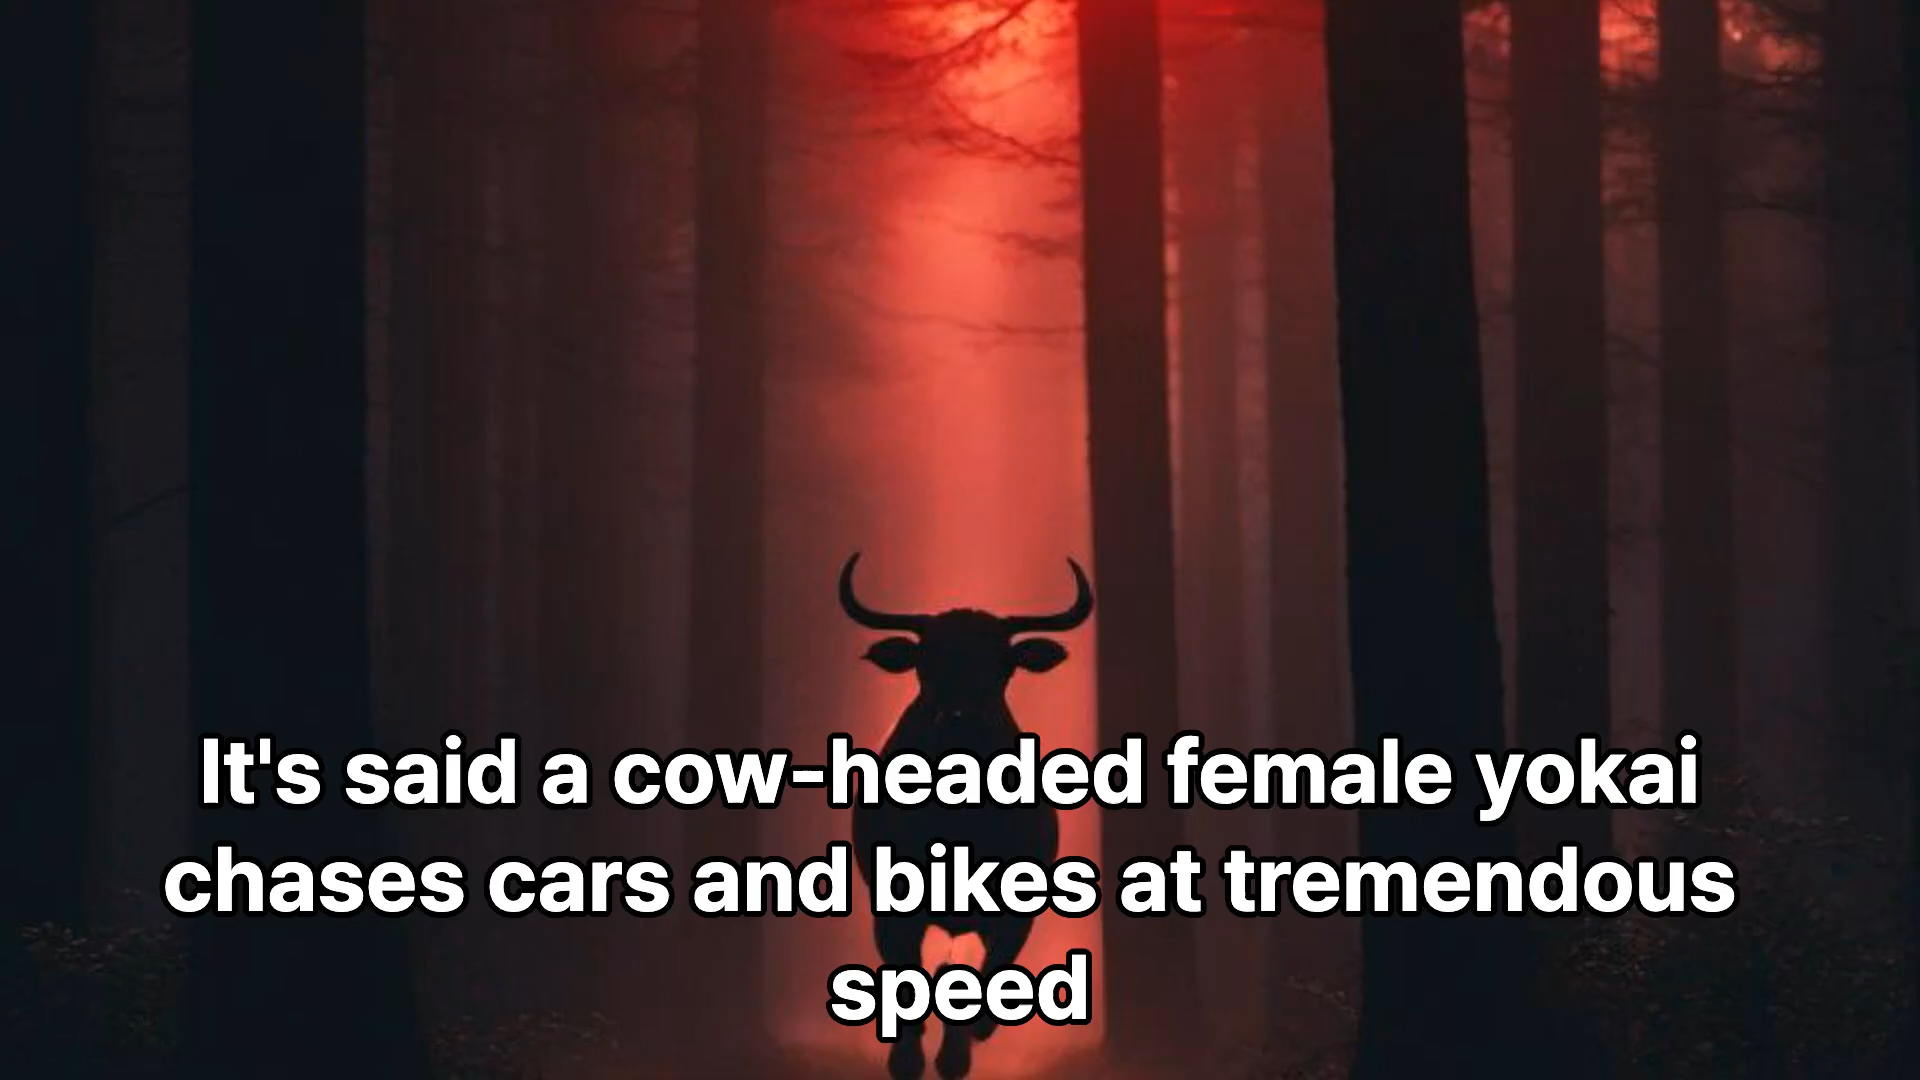 It's said a cow-headed female yokai
chases cars and bikes at tremendous
speed